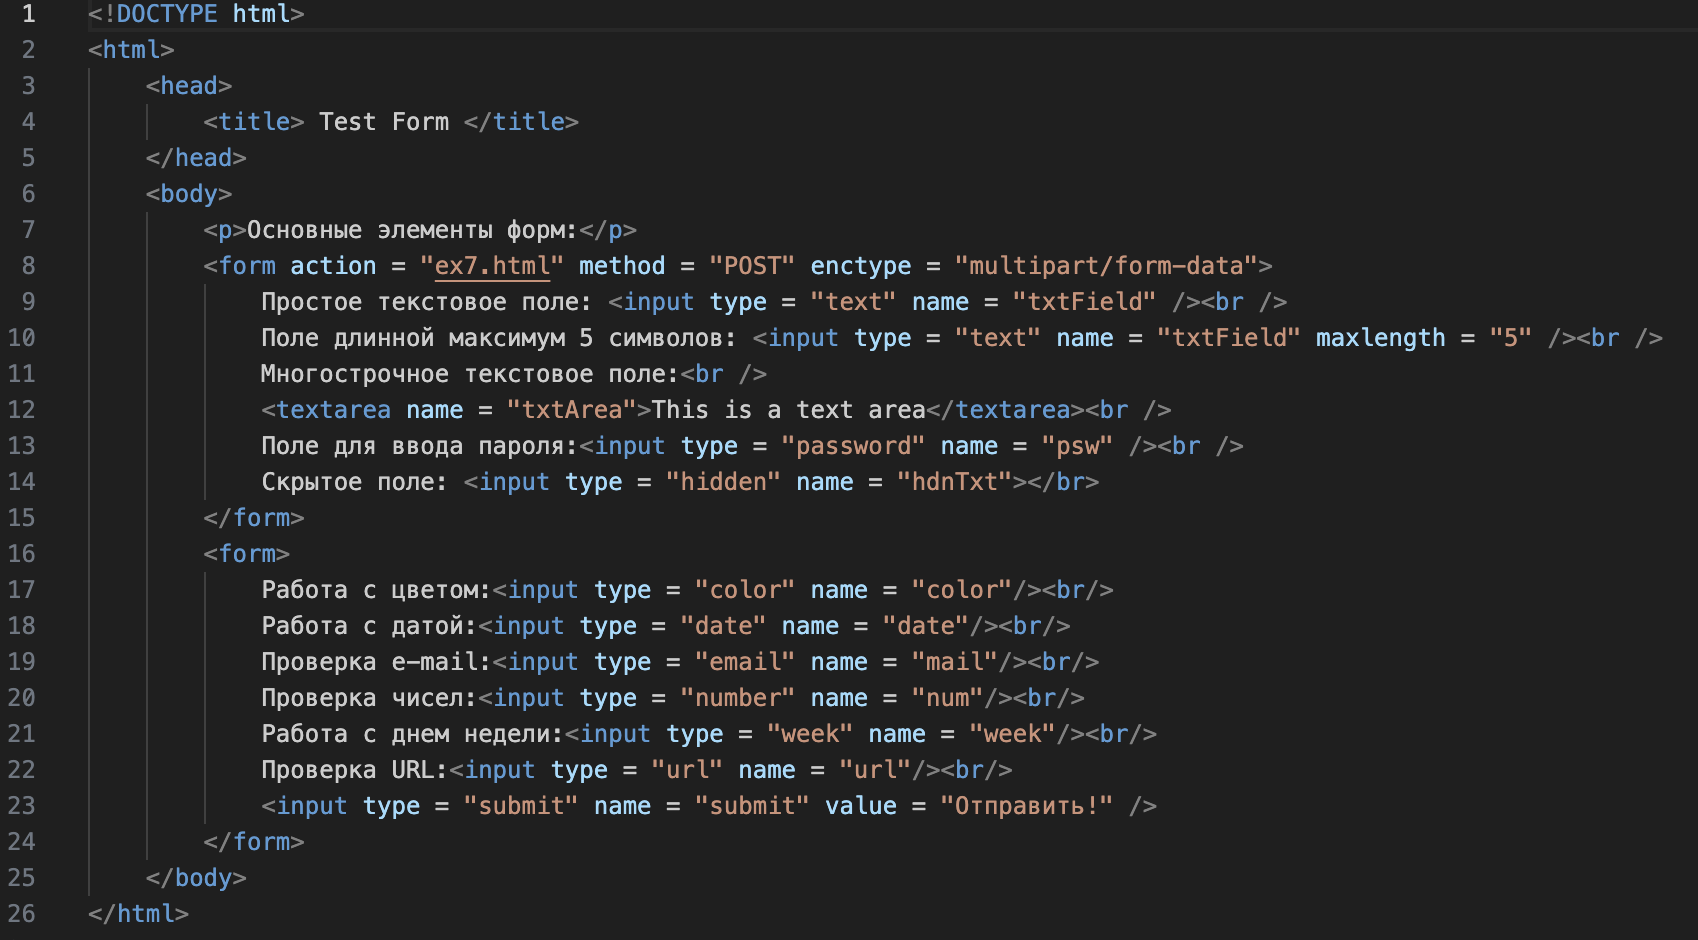 1 <!DOCTYPE html>
2 <html>
3     <head>
4         <title> Test Form </title>
5     </head>
6     <body>
7         <p>Основные элементы форм:</p>
8         <form action = "ex7.html" method = "POST" enctype = "multipart/form-data">
9             Простое текстовое поле: <input type = "text" name = "txtField" /><br />
10             Поле длинной максимум 5 символов: <input type = "text" name = "txtField" maxlength = "5" /><br />
11             Многострочное текстовое поле:<br />
12             <textarea name = "txtArea">This is a text area</textarea><br />
13             Поле для ввода пароля:<input type = "password" name = "psw" /><br />
14             Скрытое поле: <input type = "hidden" name = "hdnTxt"></br>
15         </form>
16         <form>
17             Работа с цветом:<input type = "color" name = "color"/><br/>
18             Работа с датой:<input type = "date" name = "date"/><br/>
19             Проверка e-mail:<input type = "email" name = "mail"/><br/>
20             Проверка чисел:<input type = "number" name = "num"/><br/>
21             Работа с днем недели:<input type = "week" name = "week"/><br/>
22             Проверка URL:<input type = "url" name = "url"/><br/>
23             <input type = "submit" name = "submit" value = "Отправить!" />
24         </form>
25     </body>
26 </html>